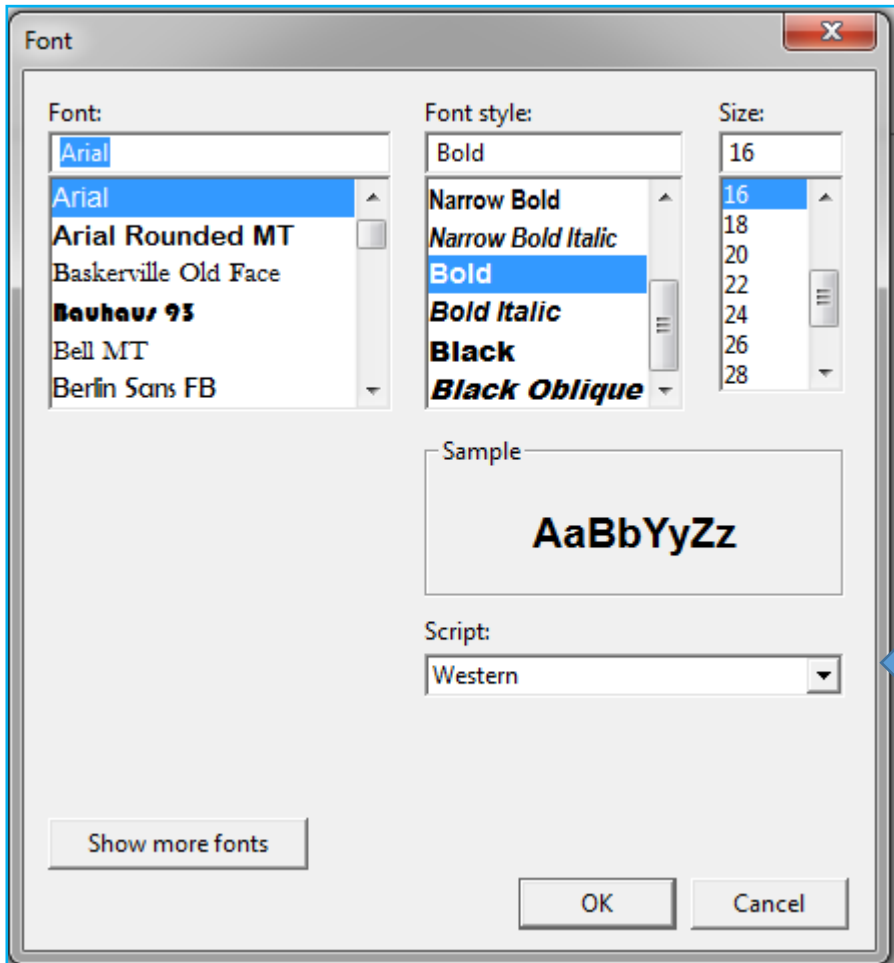 Font
Font:
Arial
Arial
Arial Rounded MT
Baskerville Old Face
Bauhaus 93
Bell MT
Berlin Sans FB
Font style:
Bold
Narrow Bold
Narrow Bold Italic
Bold
Bold Italic
Black
Black Oblique
Size:
16
16
18
20
22
24
26
28
Sample
AaBbYyZz
Script:
Western
Show more fonts
OK
Cancel